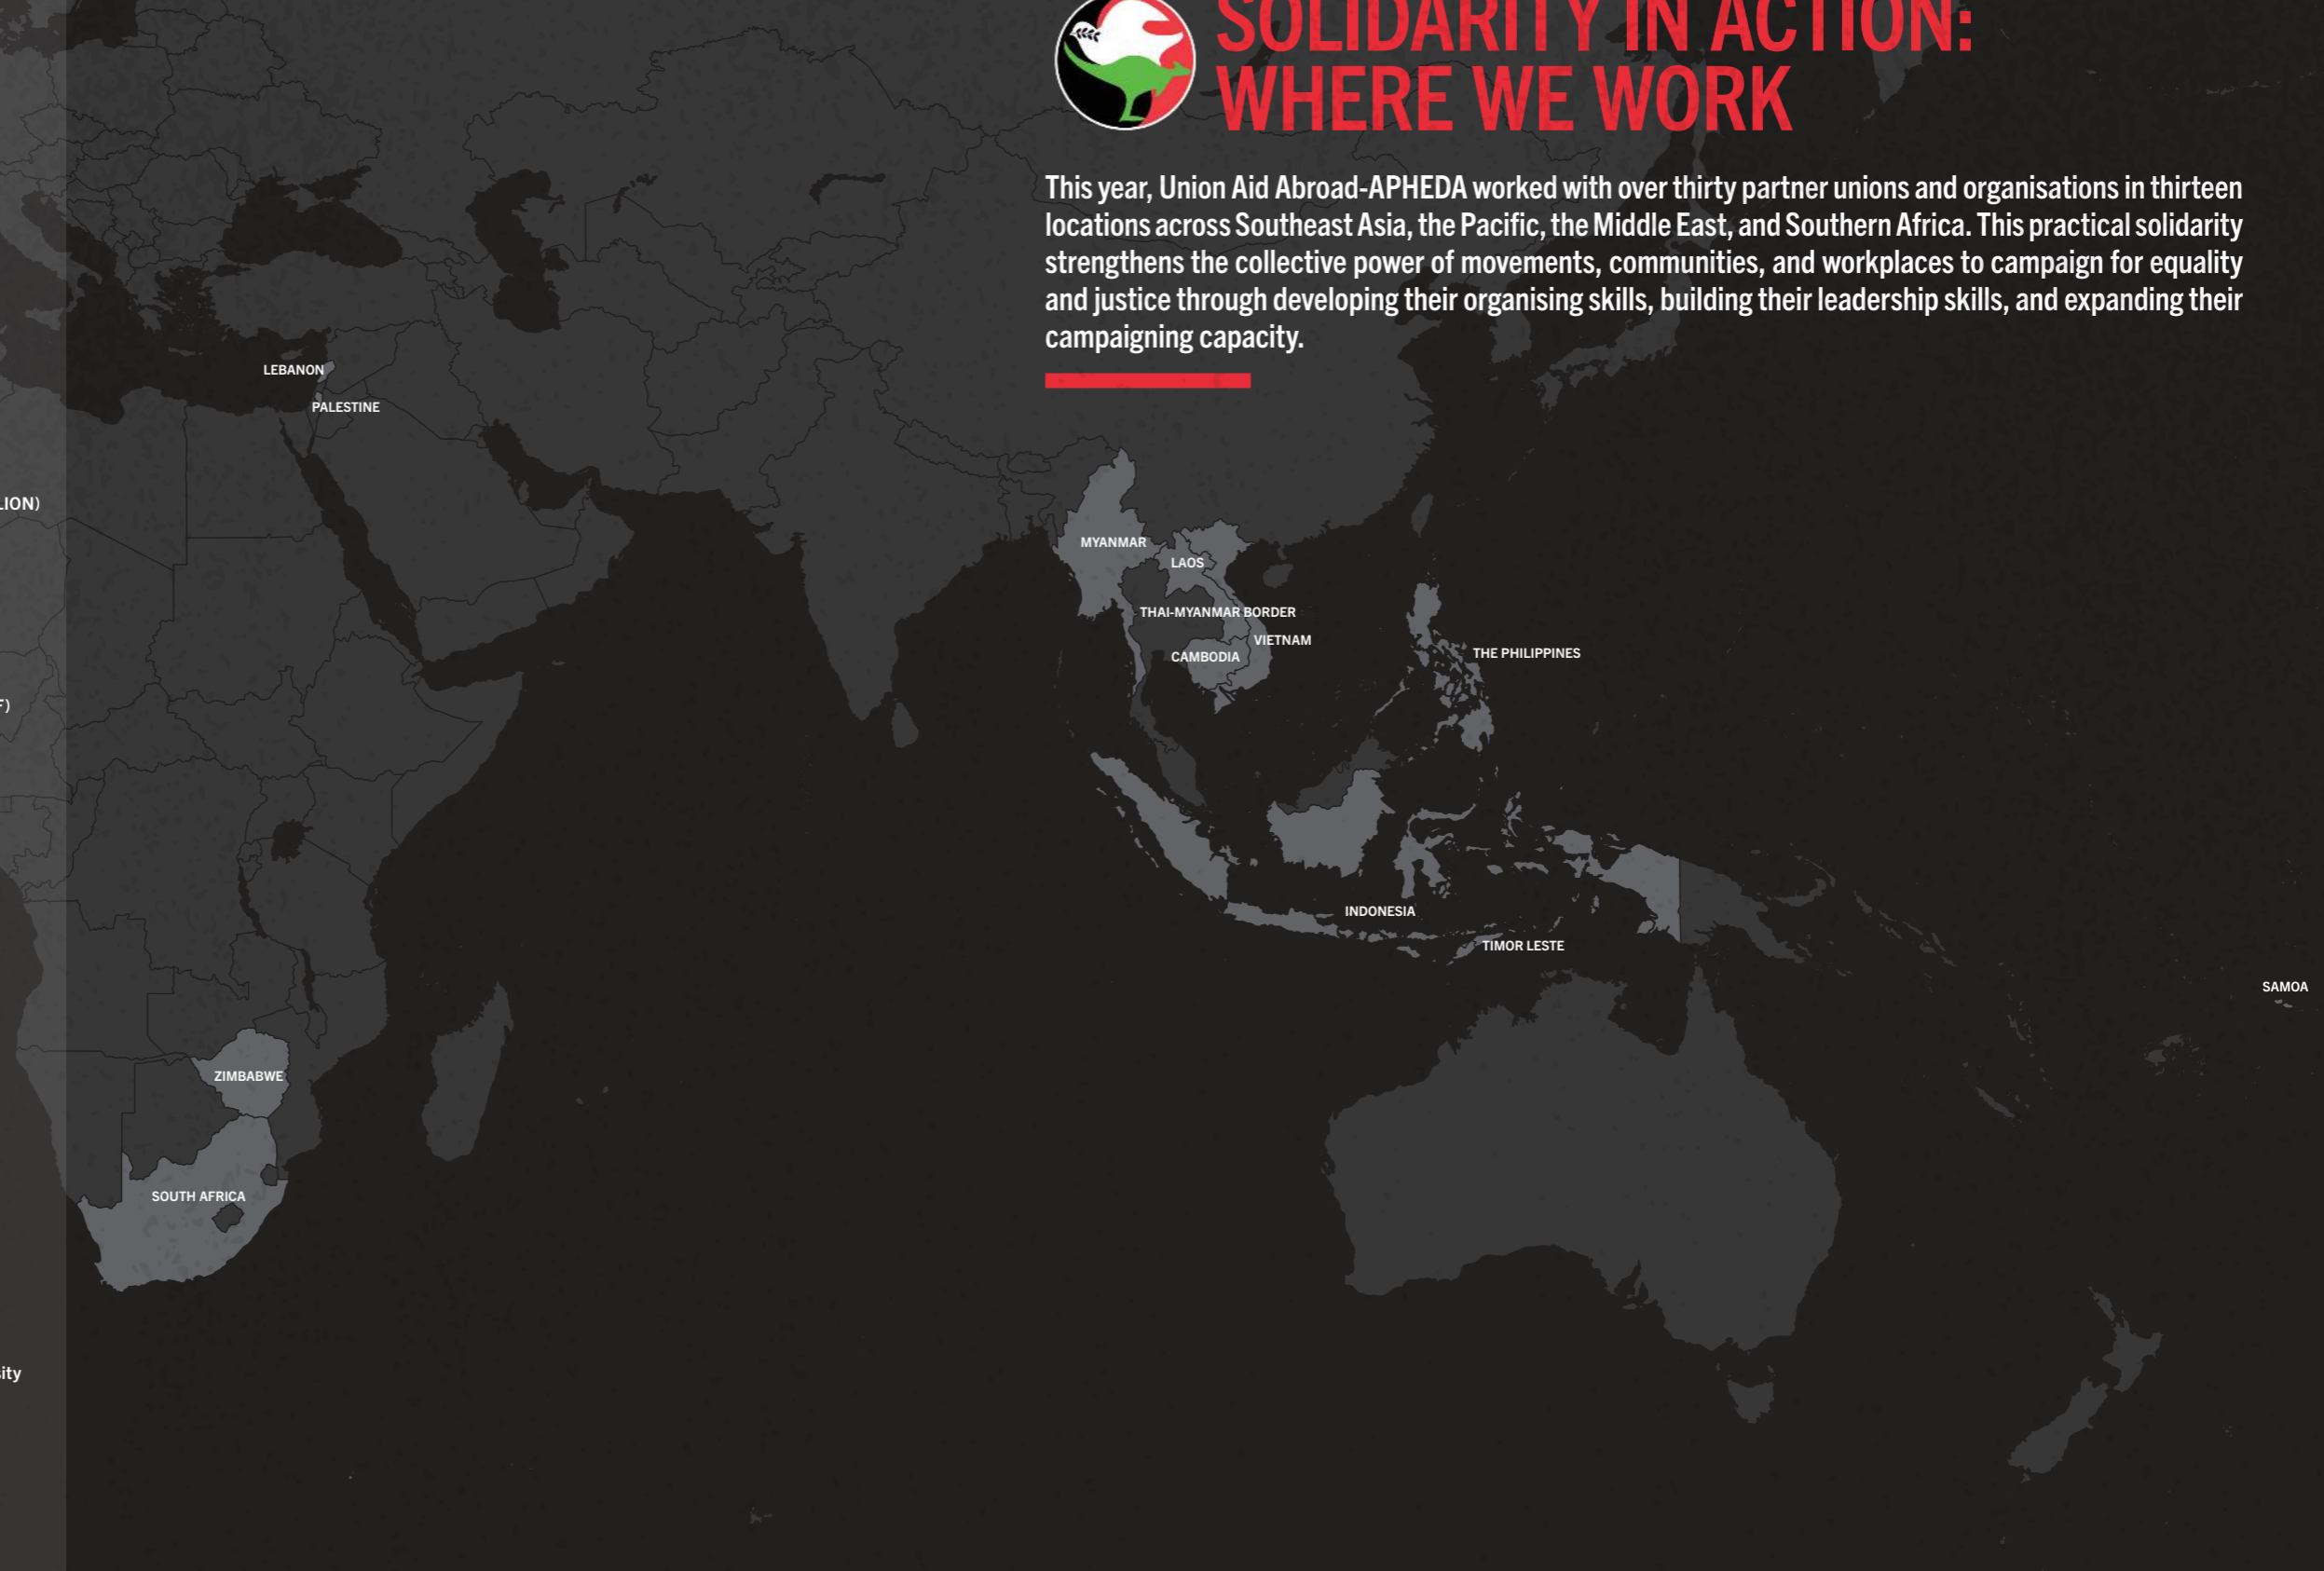 SOLIDARITY IN ACTION:
WHERE WE WORK
This year, Union Aid Abroad-APHEDA worked with over thirty partner unions and organisations in thirteen
locations across Southeast Asia, the Pacific, the Middle East, and Southern Africa. This practical solidarity
strengthens the collective power of movements, communities, and workplaces to campaign for equality
and justice through developing their organising skills, building their leadership skills, and expanding their
campaigning capacity.
LEBANON
PALESTINE
LION)
MYANMAR
LAOS
THAI-MYANMAR BORDER
VIETNAM
CAMBODIA
THE PHILIPPINES
F)
INDONESIA
TIMOR LESTE
SAMOA
ZIMBABWE
SOUTH AFRICA
ity